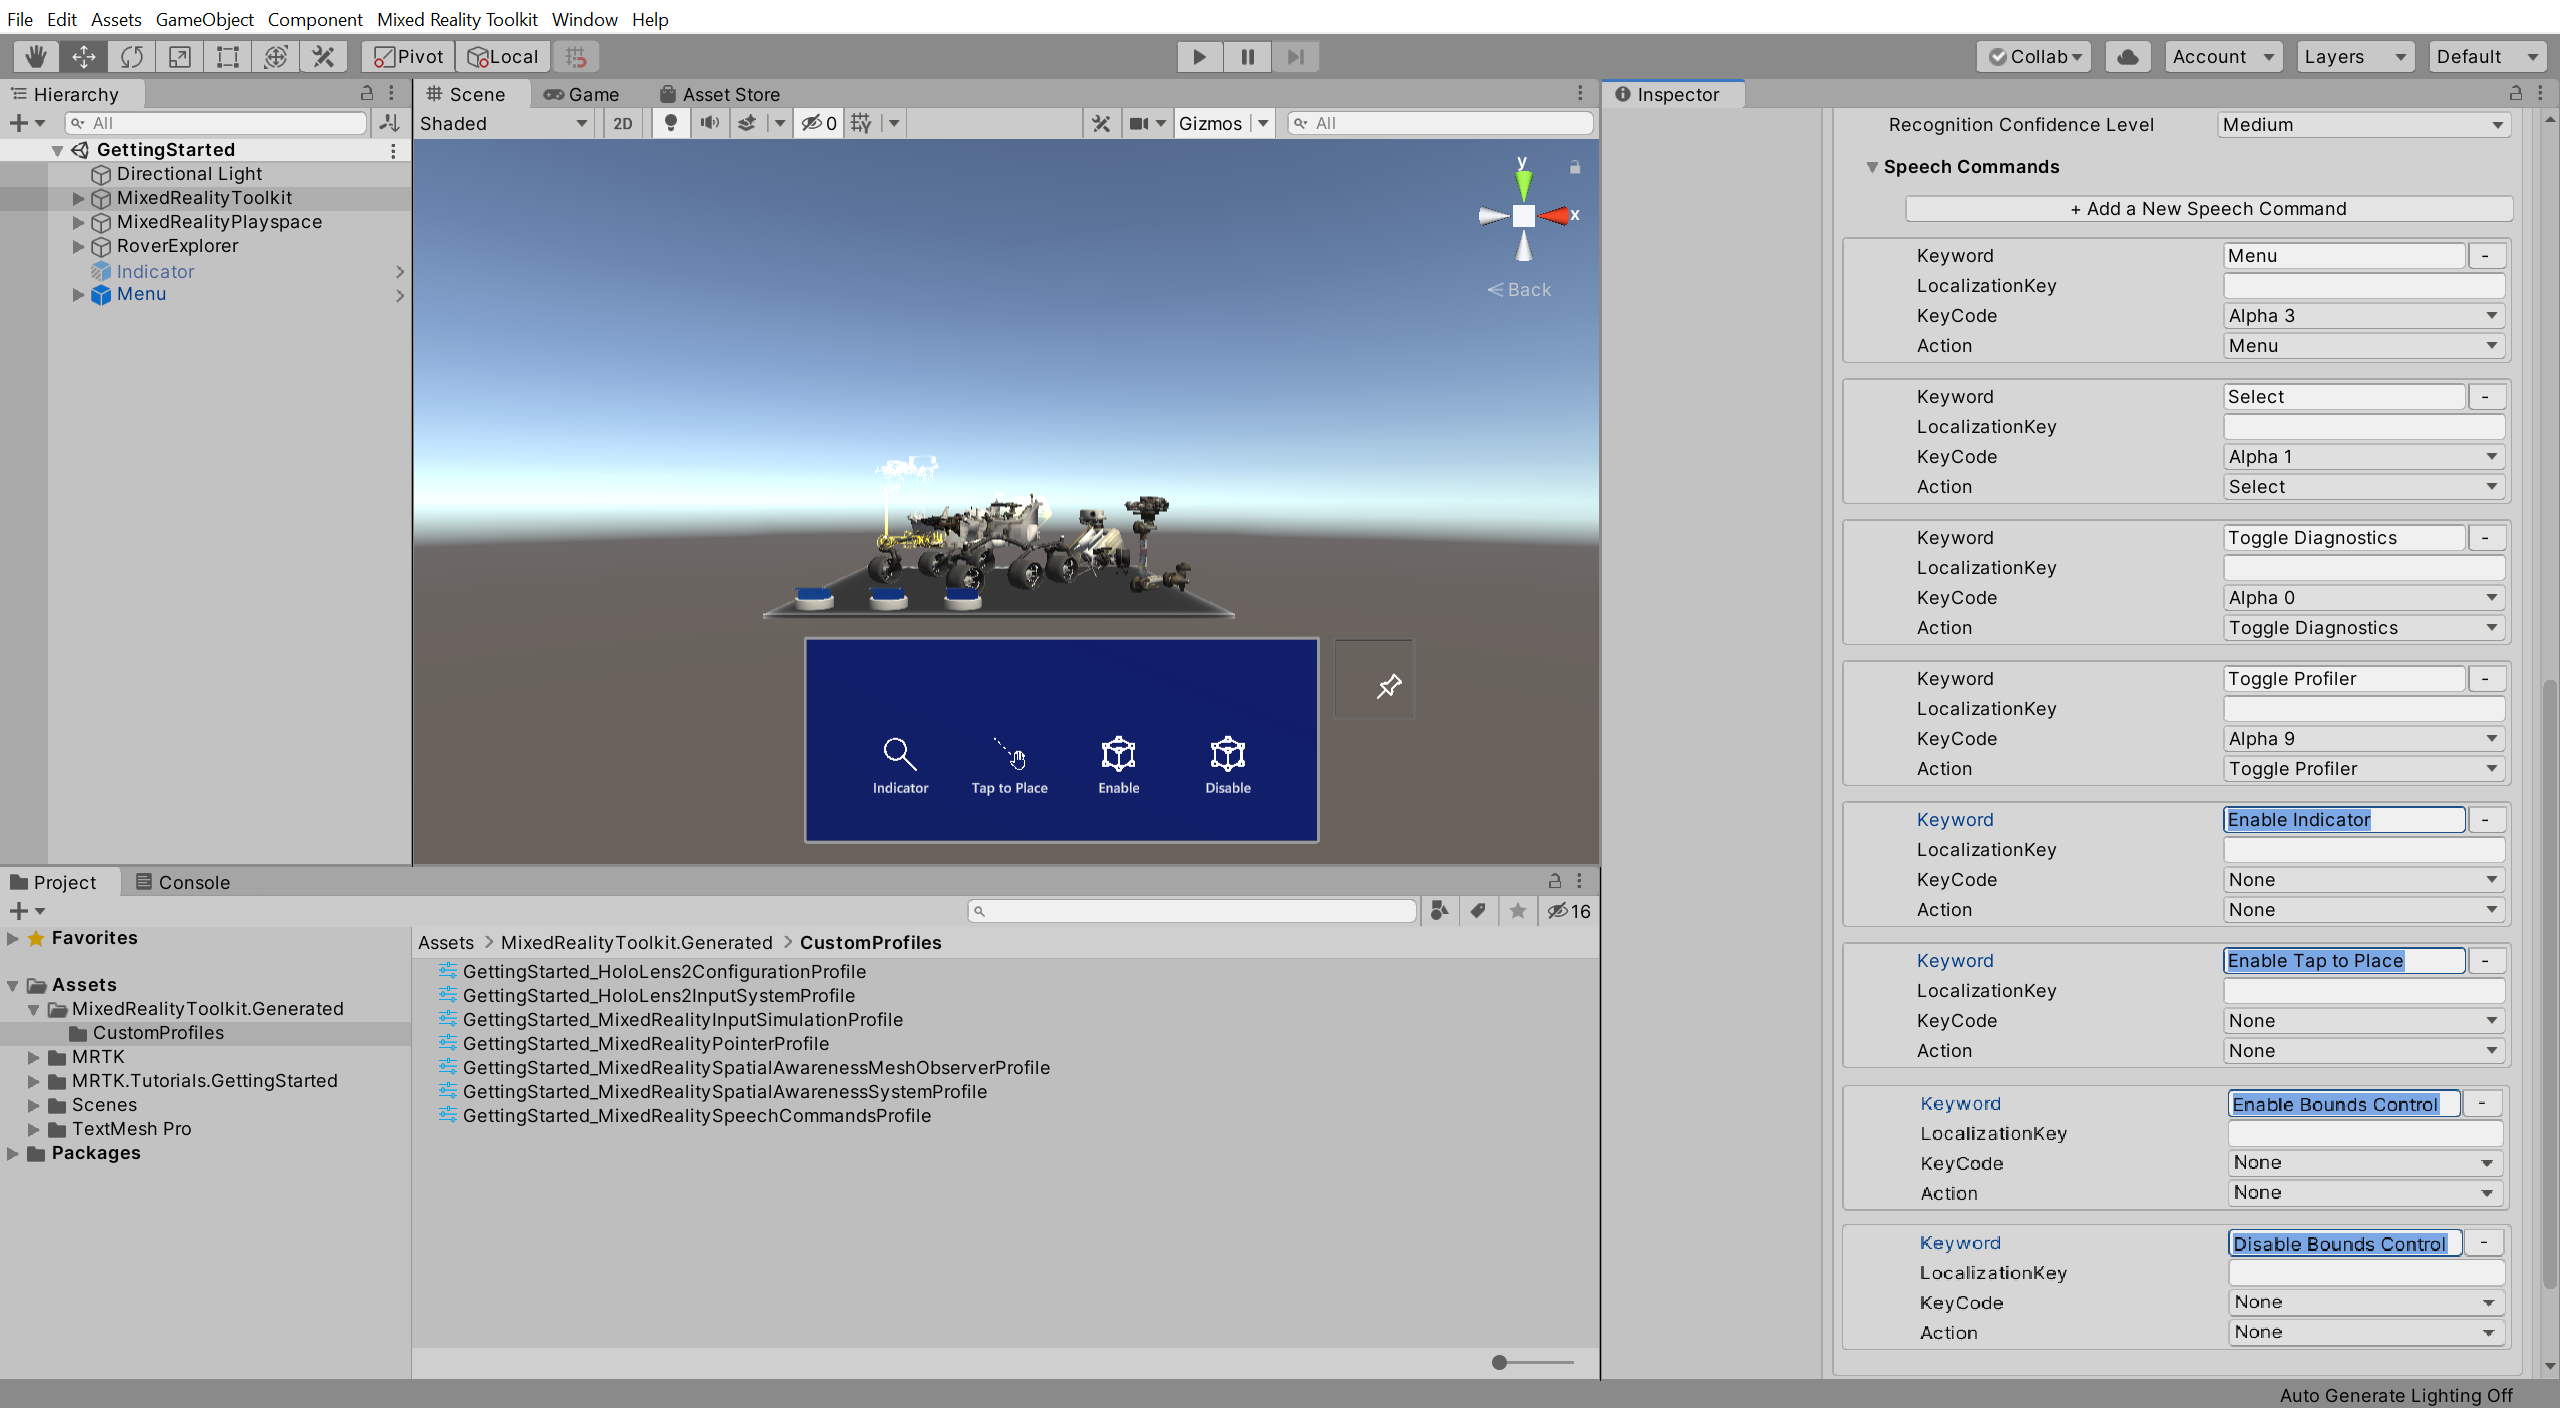 File Edit Assets GameObject Component Mixed Reality Toolkit Window Help
Pivot Local Collab Account Layers Default
Hierarchy
All
GettingStarted
Directional Light
MixedRealityToolkit
MixedRealityPlayspace
RoverExplorer
Indicator
Menu
Scene Game Asset Store
Shaded 2D 0 Gizmos All
y
x
Back
Indicator Tap to Place Enable Disable
Project Console
16
Favorites
Assets
MixedRealityToolkit.Generated
CustomProfiles
MRTK
MRTK.Tutorials.GettingStarted
Scenes
TextMesh Pro
Packages
Assets > MixedRealityToolkit.Generated > CustomProfiles
GettingStarted_HoloLens2ConfigurationProfile
GettingStarted_HoloLens2InputSystemProfile
GettingStarted_MixedRealityInputSimulationProfile
GettingStarted_MixedRealityPointerProfile
GettingStarted_MixedRealitySpatialAwarenessMeshObserverProfile
GettingStarted_MixedRealitySpatialAwarenessSystemProfile
GettingStarted_MixedRealitySpeechCommandsProfile
Inspector
Recognition Confidence Level Medium
Speech Commands
+ Add a New Speech Command
Keyword Menu -
LocalizationKey
KeyCode Alpha 3
Action Menu
Keyword Select -
LocalizationKey
KeyCode Alpha 1
Action Select
Keyword Toggle Diagnostics -
LocalizationKey
KeyCode Alpha 0
Action Toggle Diagnostics
Keyword Toggle Profiler -
LocalizationKey
KeyCode Alpha 9
Action Toggle Profiler
Keyword Enable Indicator -
LocalizationKey
KeyCode None
Action None
Keyword Enable Tap to Place -
LocalizationKey
KeyCode None
Action None
Keyword Enable Bounds Control -
LocalizationKey
KeyCode None
Action None
Keyword Disable Bounds Control -
LocalizationKey
KeyCode None
Action None
Auto Generate Lighting Off